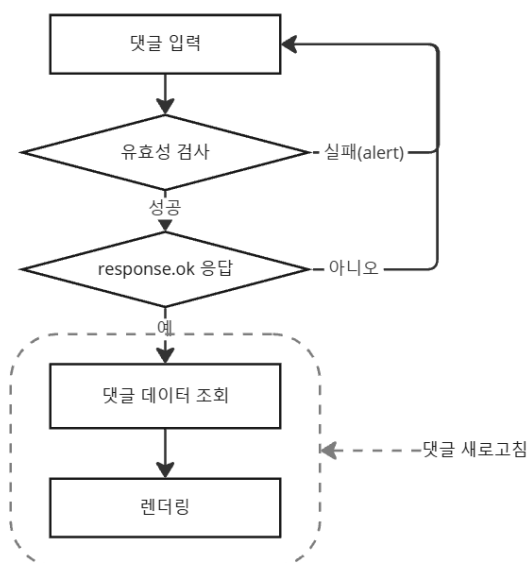 댓글 입력
유효성 검사
실패(alert)
성공
response.ok 응답
아니오
예
댓글 데이터 조회
댓글 새로고침
렌더링